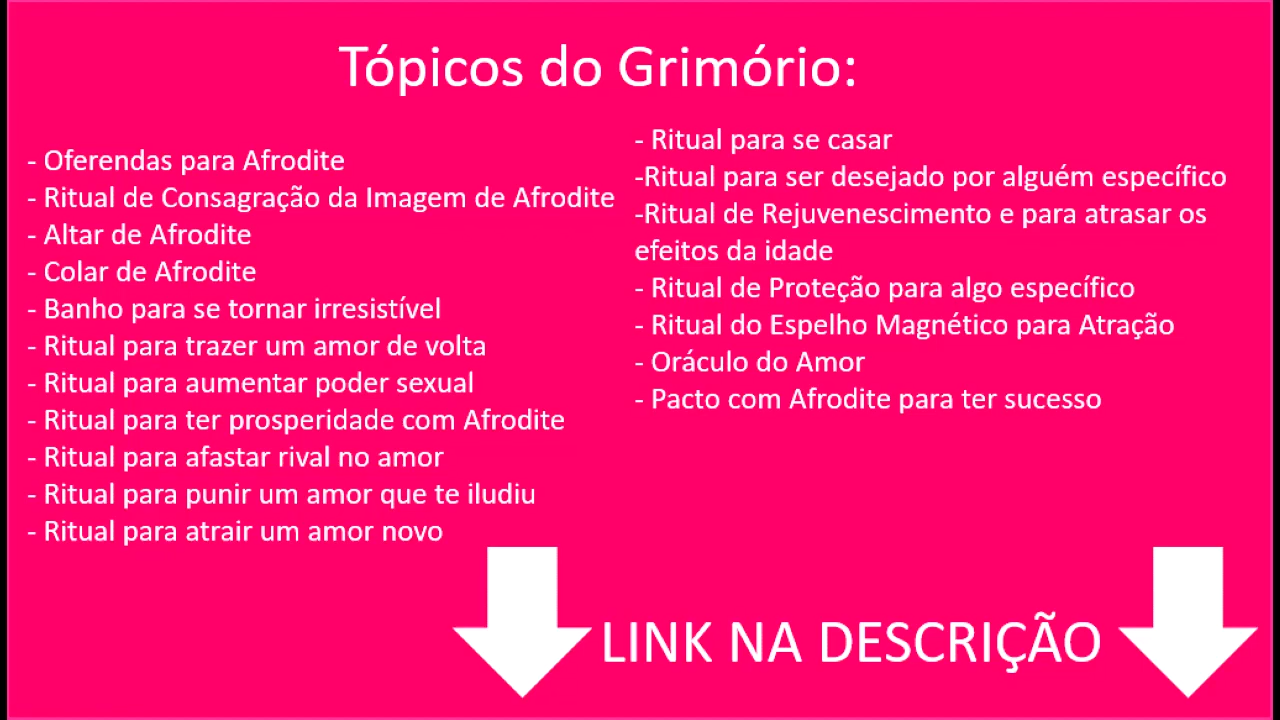 Tópicos do Grimório:
- Oferendas para Afrodite
- Ritual de Consagração da Imagem de Afrodite
- Altar de Afrodite
- Colar de Afrodite
- Banho para se tornar irresistível
- Ritual para trazer um amor de volta
- Ritual para aumentar poder sexual
- Ritual para ter prosperidade com Afrodite
- Ritual para afastar rival no amor
- Ritual para punir um amor que te iludiu
- Ritual para atrair um amor novo
- Ritual para se casar
-Ritual para ser desejado por alguém específico
-Ritual de Rejuvenescimento e para atrasar os
efeitos da idade
- Ritual de Proteção para algo específico
- Ritual do Espelho Magnético para Atração
- Oráculo do Amor
- Pacto com Afrodite para ter sucesso
LINK NA DESCRIÇÃO